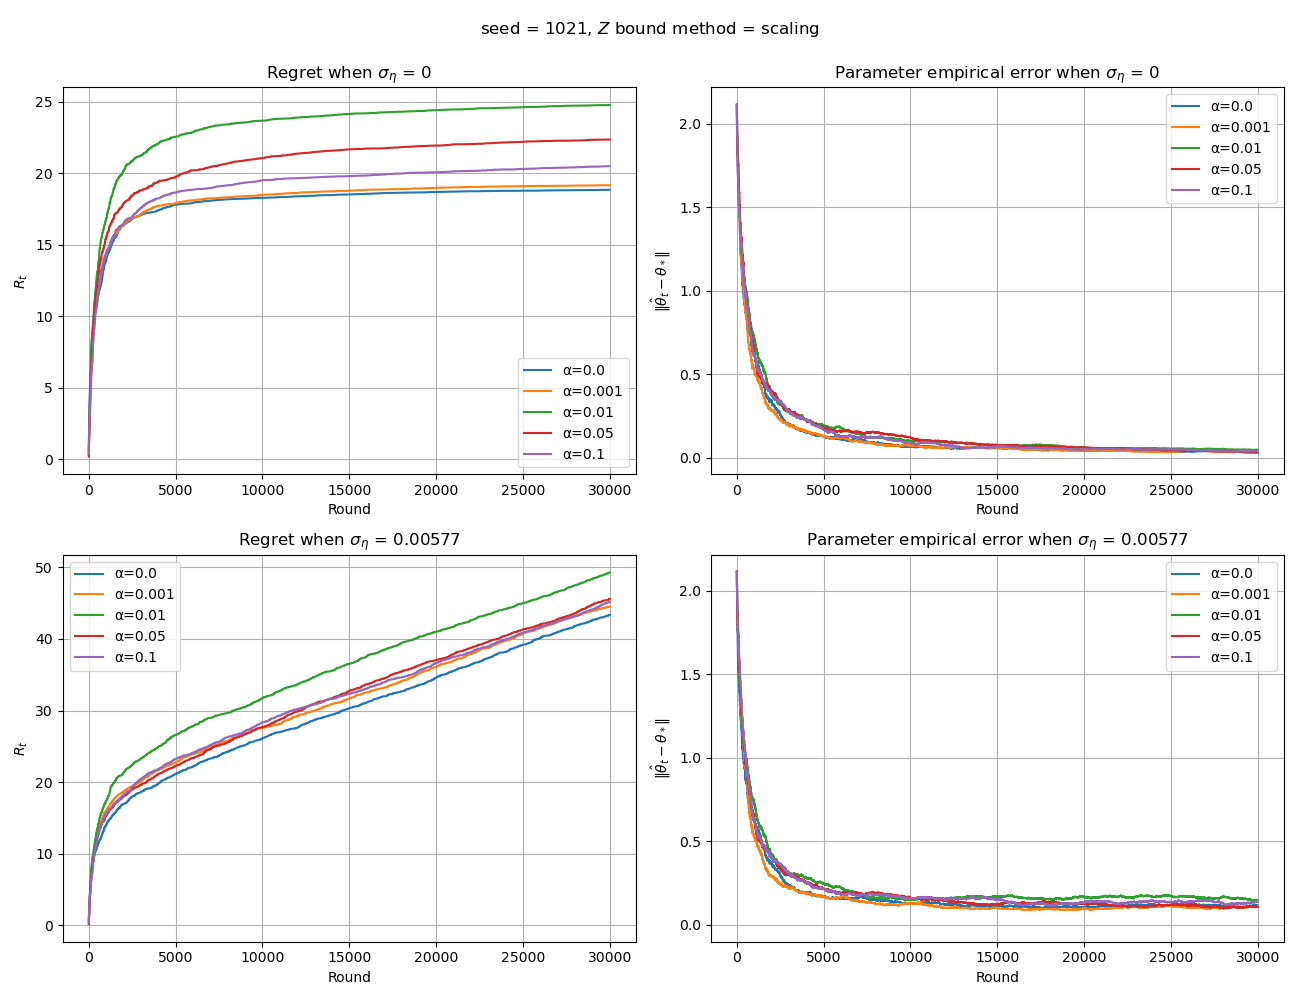 seed = 1021, Z bound method = scaling
Regret when σ_η = 0
25
20
15
10
5
0
R_t
0 5000 10000 15000 20000 25000 30000
Round
α=0.0
α=0.001
α=0.01
α=0.05
α=0.1
Parameter empirical error when σ_η = 0
2.0
1.5
1.0
0.5
0.0
‖θ̂_t − θ_*‖
0 5000 10000 15000 20000 25000 30000
Round
α=0.0
α=0.001
α=0.01
α=0.05
α=0.1
Regret when σ_η = 0.00577
50
40
30
20
10
0
R_t
0 5000 10000 15000 20000 25000 30000
Round
α=0.0
α=0.001
α=0.01
α=0.05
α=0.1
Parameter empirical error when σ_η = 0.00577
2.0
1.5
1.0
0.5
0.0
‖θ̂_t − θ_*‖
0 5000 10000 15000 20000 25000 30000
Round
α=0.0
α=0.001
α=0.01
α=0.05
α=0.1